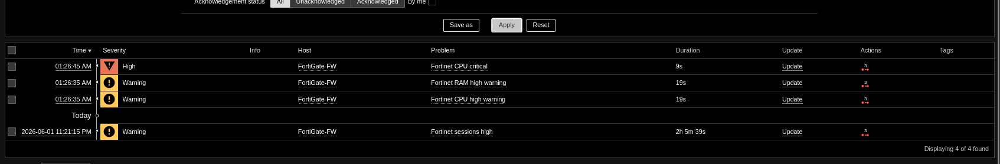 Acknowledgement status All Unacknowledged Acknowledged By me
Save as Apply Reset
Time Severity Info Host Problem Duration Update Actions Tags
01:26:45 AM High FortiGate-FW Fortinet CPU critical 9s Update 3
01:26:35 AM Warning FortiGate-FW Fortinet RAM high warning 19s Update 3
01:26:35 AM Warning FortiGate-FW Fortinet CPU high warning 19s Update 3
Today
2026-06-01 11:21:15 PM Warning FortiGate-FW Fortinet sessions high 2h 5m 39s Update 3
Displaying 4 of 4 found